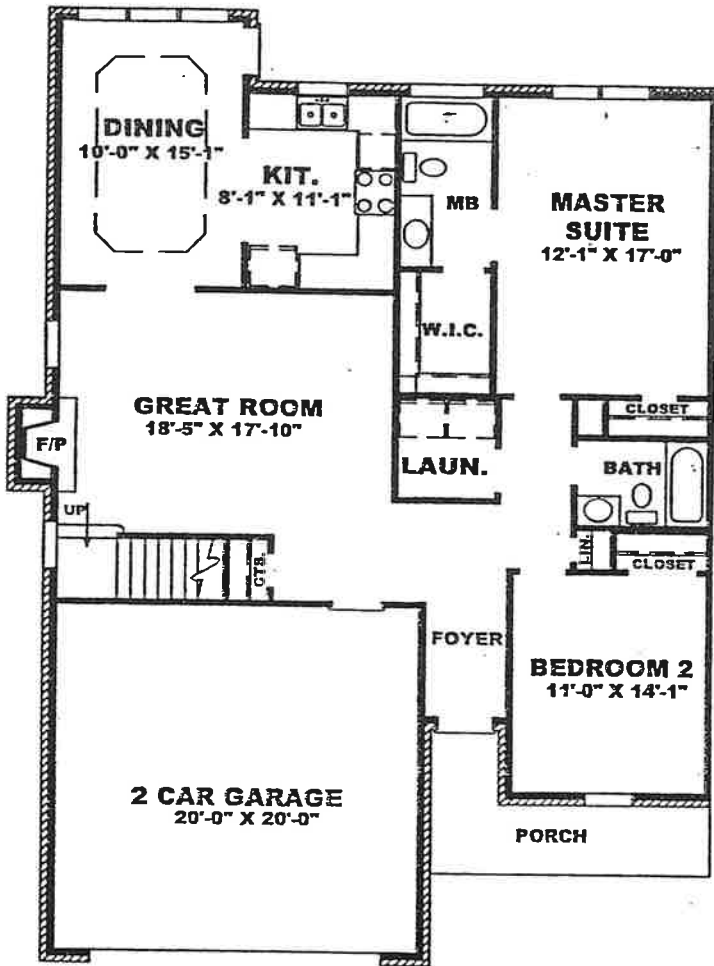 DINING
10'-0" X 15'-1"
KIT.
8'-1" X 11'-1"
MB
MASTER
SUITE
12'-1" X 17'-0"
W.I.C.
GREAT ROOM
18'-5" X 17'-10"
F/P
LAUN.
CLOSET
BATH
UP
CTS.
LIN.
CLOSET
FOYER
BEDROOM 2
11'-0" X 14'-1"
2 CAR GARAGE
20'-0" X 20'-0"
PORCH